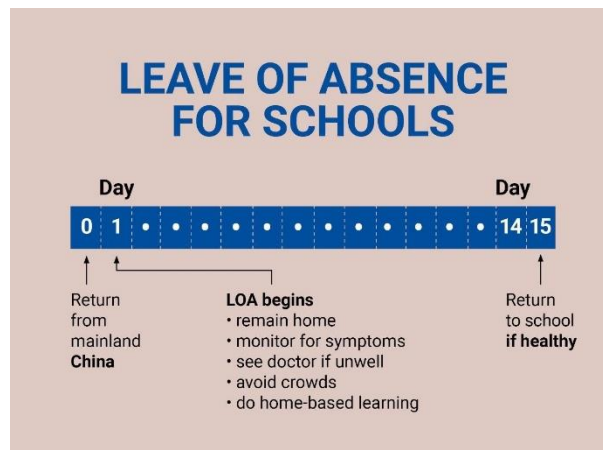 LEAVE OF ABSENCE
FOR SCHOOLS
Day Day
0 1 • • • • • • • • • • • • 14 15
Return
from
mainland
China
LOA begins
• remain home
• monitor for symptoms
• see doctor if unwell
• avoid crowds
• do home-based learning
Return
to school
if healthy